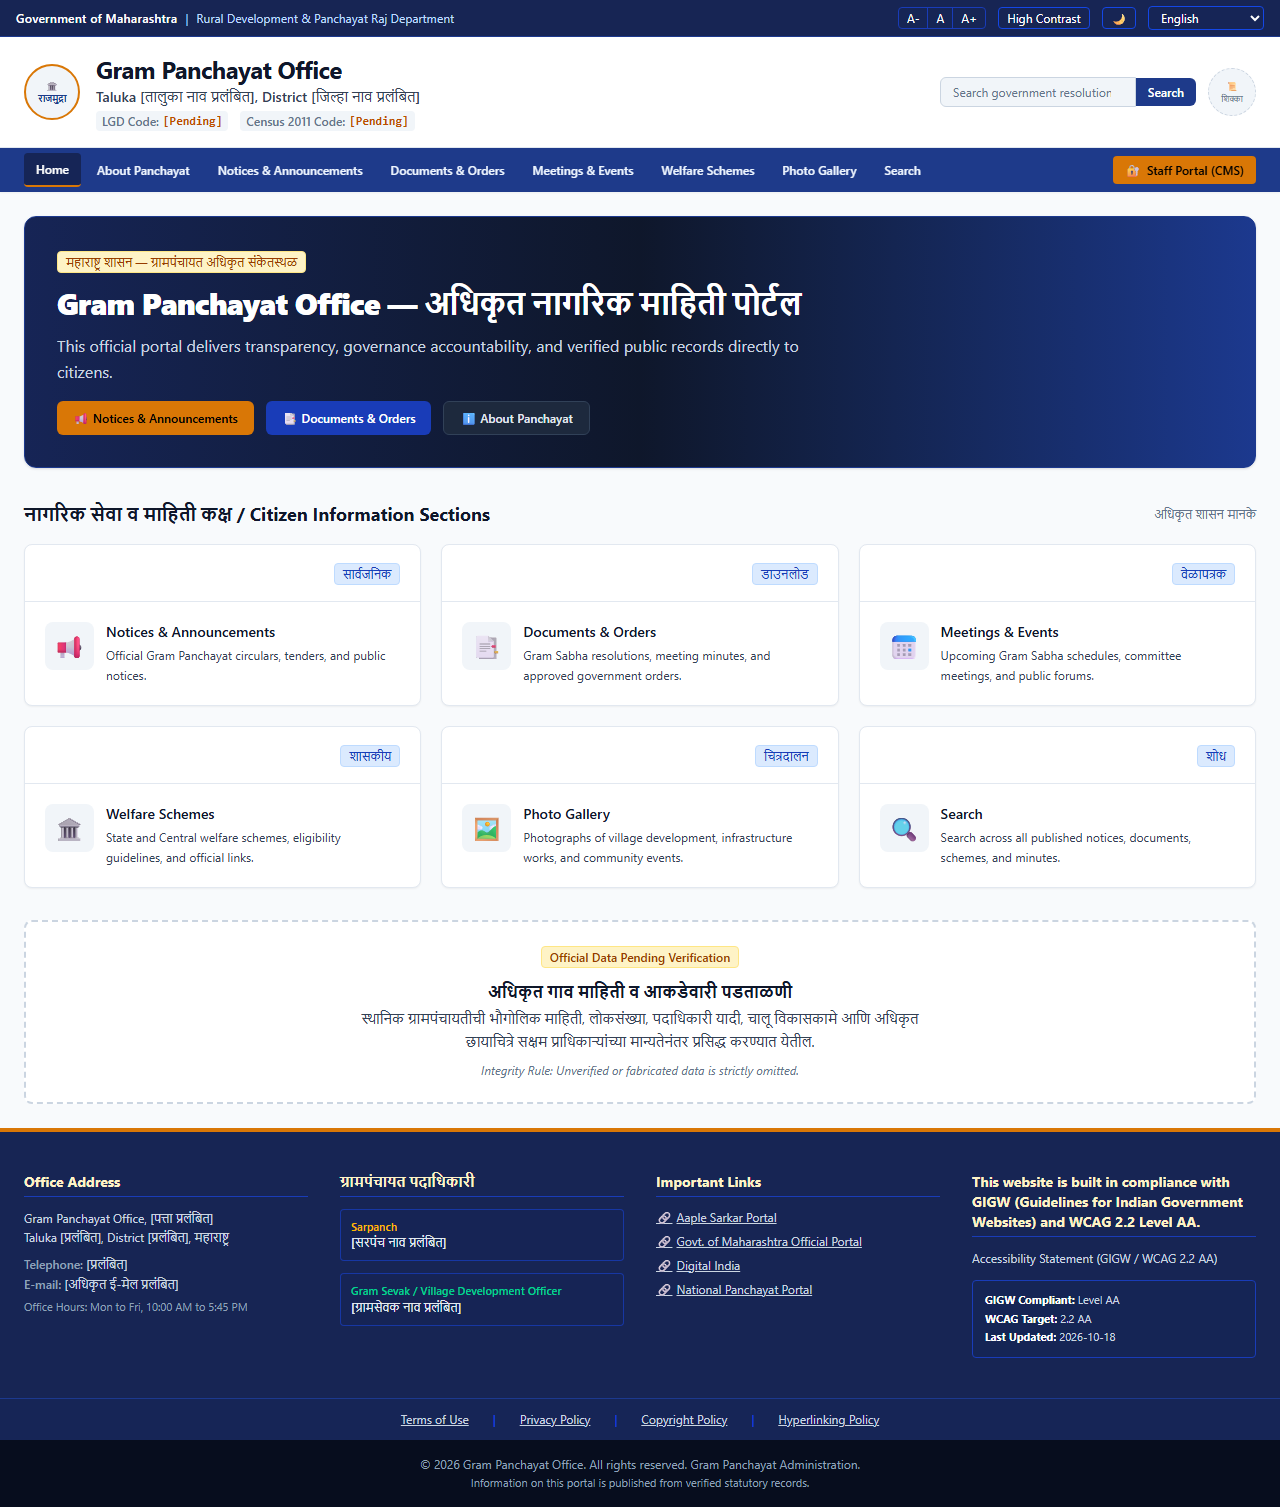 Government of Maharashtra | Rural Development & Panchayat Raj Department
A- A A+ High Contrast English
राजमुद्रा
Gram Panchayat Office
Taluka [तालुका नाव प्रलंबित], District [जिल्हा नाव प्रलंबित]
LGD Code: [Pending] Census 2011 Code: [Pending]
Search government resolution Search
शिक्का
Home About Panchayat Notices & Announcements Documents & Orders Meetings & Events Welfare Schemes Photo Gallery Search Staff Portal (CMS)
महाराष्ट्र शासन — ग्रामपंचायत अधिकृत संकेतस्थळ
Gram Panchayat Office — अधिकृत नागरिक माहिती पोर्टल
This official portal delivers transparency, governance accountability, and verified public records directly to
citizens.
Notices & Announcements Documents & Orders About Panchayat
नागरिक सेवा व माहिती कक्ष / Citizen Information Sections
अधिकृत शासन मानके
सार्वजनिक
Notices & Announcements
Official Gram Panchayat circulars, tenders, and public
notices.
डाउनलोड
Documents & Orders
Gram Sabha resolutions, meeting minutes, and
approved government orders.
वेळापत्रक
Meetings & Events
Upcoming Gram Sabha schedules, committee
meetings, and public forums.
शासकीय
Welfare Schemes
State and Central welfare schemes, eligibility
guidelines, and official links.
चित्रदालन
Photo Gallery
Photographs of village development, infrastructure
works, and community events.
शोध
Search
Search across all published notices, documents,
schemes, and minutes.
Official Data Pending Verification
अधिकृत गाव माहिती व आकडेवारी पडताळणी
स्थानिक ग्रामपंचायतीची भौगोलिक माहिती, लोकसंख्या, पदाधिकारी यादी, चालू विकासकामे आणि अधिकृत
छायाचित्रे सक्षम प्राधिकाऱ्यांच्या मान्यतेनंतर प्रसिद्ध करण्यात येतील.
Integrity Rule: Unverified or fabricated data is strictly omitted.
Office Address
Gram Panchayat Office, [पत्ता प्रलंबित]
Taluka [प्रलंबित], District [प्रलंबित], महाराष्ट्र
Telephone: [प्रलंबित]
E-mail: [अधिकृत ई-मेल प्रलंबित]
Office Hours: Mon to Fri, 10:00 AM to 5:45 PM
ग्रामपंचायत पदाधिकारी
Sarpanch
[सरपंच नाव प्रलंबित]
Gram Sevak / Village Development Officer
[ग्रामसेवक नाव प्रलंबित]
Important Links
Aaple Sarkar Portal
Govt. of Maharashtra Official Portal
Digital India
National Panchayat Portal
This website is built in compliance with
GIGW (Guidelines for Indian Government
Websites) and WCAG 2.2 Level AA.
Accessibility Statement (GIGW / WCAG 2.2 AA)
GIGW Compliant: Level AA
WCAG Target: 2.2 AA
Last Updated: 2026-10-18
Terms of Use | Privacy Policy | Copyright Policy | Hyperlinking Policy
© 2026 Gram Panchayat Office. All rights reserved. Gram Panchayat Administration.
Information on this portal is published from verified statutory records.